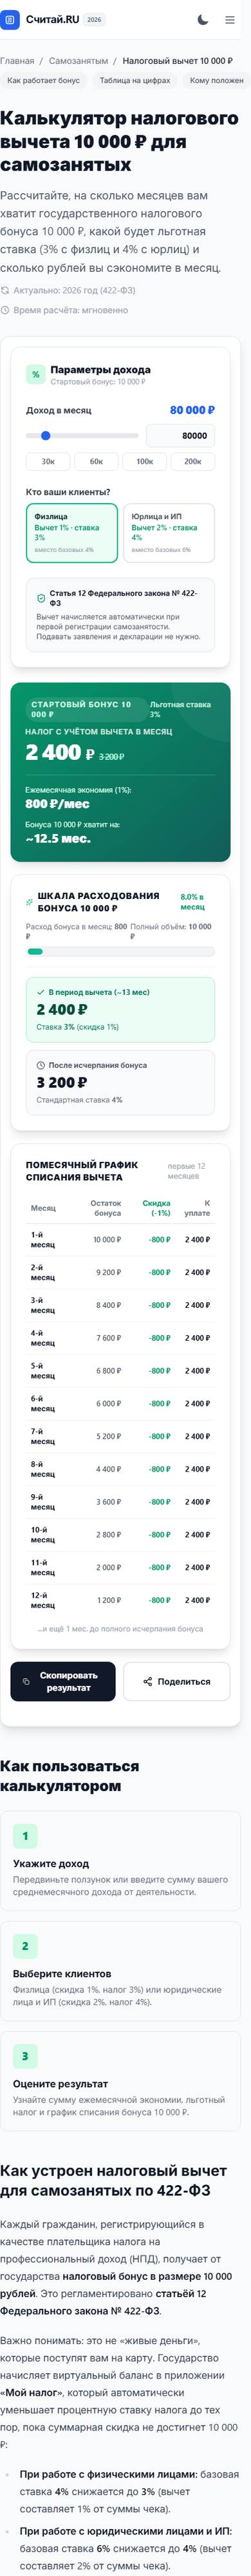 Считай.RU 2026
Главная / Самозанятым / Налоговый вычет 10 000 ₽
Как работает бонус
Таблица на цифрах
Кому положен
Калькулятор налогового
вычета 10 000 ₽ для
самозанятых
Рассчитайте, на сколько месяцев вам
хватит государственного налогового
бонуса 10 000 ₽, какой будет льготная
ставка (3% с физлиц и 4% с юрлиц) и
сколько рублей вы сэкономите в месяц.
Актуально: 2026 год (422-ФЗ)
Время расчёта: мгновенно
%
Параметры дохода
Стартовый бонус: 10 000 ₽
Доход в месяц
80 000 ₽
80000
30к
60к
100к
200к
Кто ваши клиенты?
Физлица
Вычет 1% · ставка
3%
вместо базовых 4%
Юрлица и ИП
Вычет 2% · ставка
4%
вместо базовых 6%
Статья 12 Федерального закона № 422-
ФЗ
Вычет начисляется автоматически при
первой регистрации самозанятости.
Подавать заявления и декларации не нужно.
СТАРТОВЫЙ БОНУС 10
000 ₽
Льготная ставка
3%
НАЛОГ С УЧЁТОМ ВЫЧЕТА В МЕСЯЦ
2 400 ₽ 3 200 ₽
Ежемесячная экономия (1%):
800 ₽/мес
Бонуса 10 000 ₽ хватит на:
~12.5 мес.
ШКАЛА РАСХОДОВАНИЯ
БОНУСА 10 000 ₽
8.0% в
месяц
Расход бонуса в месяц: 800
₽
Полный объём: 10 000
₽
В период вычета (~13 мес)
2 400 ₽
Ставка 3% (скидка 1%)
После исчерпания бонуса
3 200 ₽
Стандартная ставка 4%
ПОМЕСЯЧНЫЙ ГРАФИК
СПИСАНИЯ ВЫЧЕТА
первые 12
месяцев
Месяц Остаток бонуса Скидка (-1%) К уплате
1-й месяц 10 000 ₽ -800 ₽ 2 400 ₽
2-й месяц 9 200 ₽ -800 ₽ 2 400 ₽
3-й месяц 8 400 ₽ -800 ₽ 2 400 ₽
4-й месяц 7 600 ₽ -800 ₽ 2 400 ₽
5-й месяц 6 800 ₽ -800 ₽ 2 400 ₽
6-й месяц 6 000 ₽ -800 ₽ 2 400 ₽
7-й месяц 5 200 ₽ -800 ₽ 2 400 ₽
8-й месяц 4 400 ₽ -800 ₽ 2 400 ₽
9-й месяц 3 600 ₽ -800 ₽ 2 400 ₽
10-й месяц 2 800 ₽ -800 ₽ 2 400 ₽
11-й месяц 2 000 ₽ -800 ₽ 2 400 ₽
12-й месяц 1 200 ₽ -800 ₽ 2 400 ₽
...и ещё 1 мес. до полного исчерпания бонуса
Скопировать
результат
Поделиться
Как пользоваться
калькулятором
1
Укажите доход
Передвиньте ползунок или введите сумму вашего
среднемесячного дохода от деятельности.
2
Выберите клиентов
Физлица (скидка 1%, налог 3%) или юридические
лица и ИП (скидка 2%, налог 4%).
3
Оцените результат
Узнайте сумму ежемесячной экономии, льготный
налог и график списания бонуса 10 000 ₽.
Как устроен налоговый вычет
для самозанятых по 422-ФЗ
Каждый гражданин, регистрирующийся в
качестве плательщика налога на
профессиональный доход (НПД), получает от
государства налоговый бонус в размере 10 000
рублей. Это регламентировано статьёй 12
Федерального закона № 422-ФЗ.
Важно понимать: это не «живые деньги»,
которые поступят вам на карту. Государство
начисляет виртуальный баланс в приложении
«Мой налог», который автоматически
уменьшает процентную ставку налога до тех
пор, пока суммарная скидка не достигнет 10 000
₽:
При работе с физическими лицами: базовая
ставка 4% снижается до 3% (вычет
составляет 1% от суммы чека).
При работе с юридическими лицами и ИП:
базовая ставка 6% снижается до 4% (вычет
составляет 2% от суммы чека).